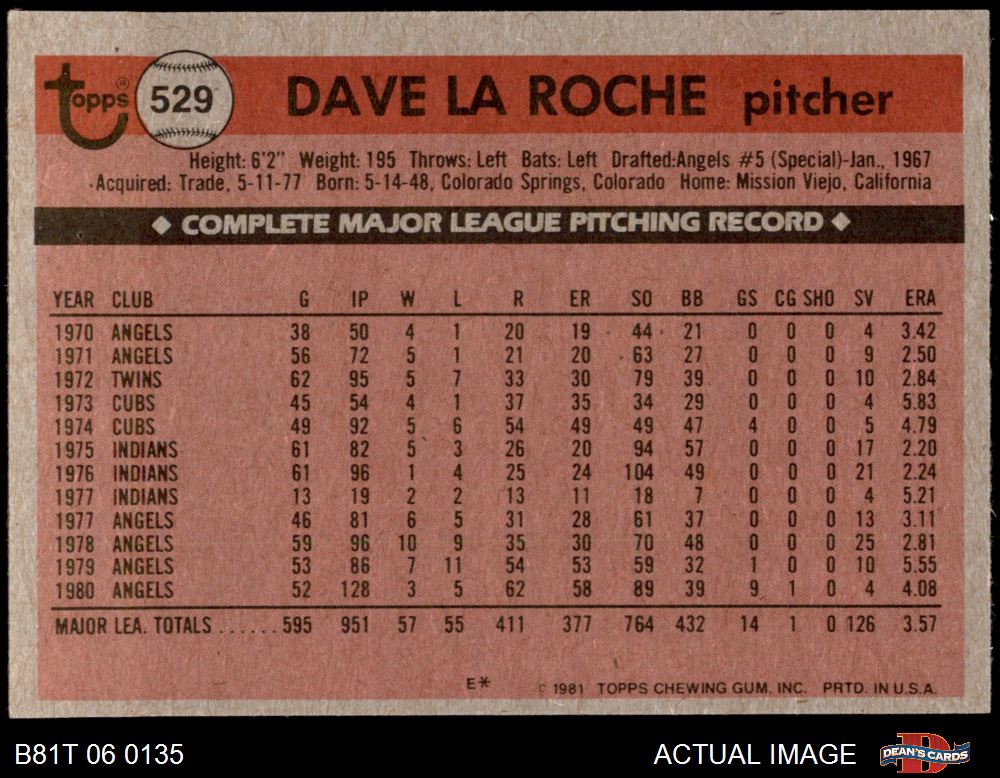 topps® 529 DAVE LA ROCHE pitcher
Height: 6'2" Weight: 195 Throws: Left Bats: Left Drafted:Angels #5 (Special)-Jan., 1967
Acquired: Trade, 5-11-77 Born: 5-14-48, Colorado Springs, Colorado Home: Mission Viejo, California
◆ COMPLETE MAJOR LEAGUE PITCHING RECORD ◆
YEAR CLUB G IP W L R ER SO BB GS CG SHO SV ERA
1970 ANGELS 38 50 4 1 20 19 44 21 0 0 0 4 3.42
1971 ANGELS 56 72 5 1 21 20 63 27 0 0 0 9 2.50
1972 TWINS 62 95 5 7 33 30 79 39 0 0 0 10 2.84
1973 CUBS 45 54 4 1 37 35 34 29 0 0 0 4 5.83
1974 CUBS 49 92 5 6 54 49 49 47 4 0 0 5 4.79
1975 INDIANS 61 82 5 3 26 20 94 57 0 0 0 17 2.20
1976 INDIANS 61 96 1 4 25 24 104 49 0 0 0 21 2.24
1977 INDIANS 13 19 2 2 13 11 18 7 0 0 0 4 5.21
1977 ANGELS 46 81 6 5 31 28 61 37 0 0 0 13 3.11
1978 ANGELS 59 96 10 9 35 30 70 48 0 0 0 25 2.81
1979 ANGELS 53 86 7 11 54 53 59 32 1 0 0 10 5.55
1980 ANGELS 52 128 3 5 62 58 89 39 9 1 0 4 4.08
MAJOR LEA. TOTALS ......595 951 57 55 411 377 764 432 14 1 0 126 3.57
E* © 1981 TOPPS CHEWING GUM. INC. PRTD. IN U.S.A.
B81T 06 0135 ACTUAL IMAGE DEAN'S CARDS